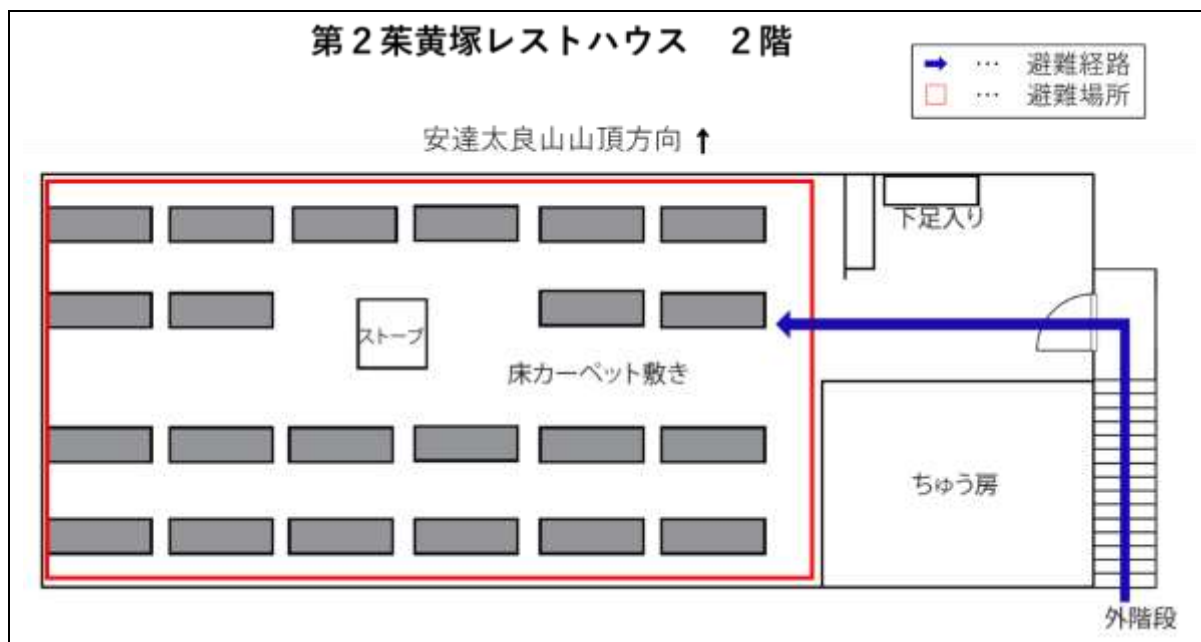 第2茱黄塚レストハウス 2階
➡ … 避難経路
□ … 避難場所
安達太良山山頂方向 ↑
下足入り
ストーブ
床カーペット敷き
ちゅう房
外階段